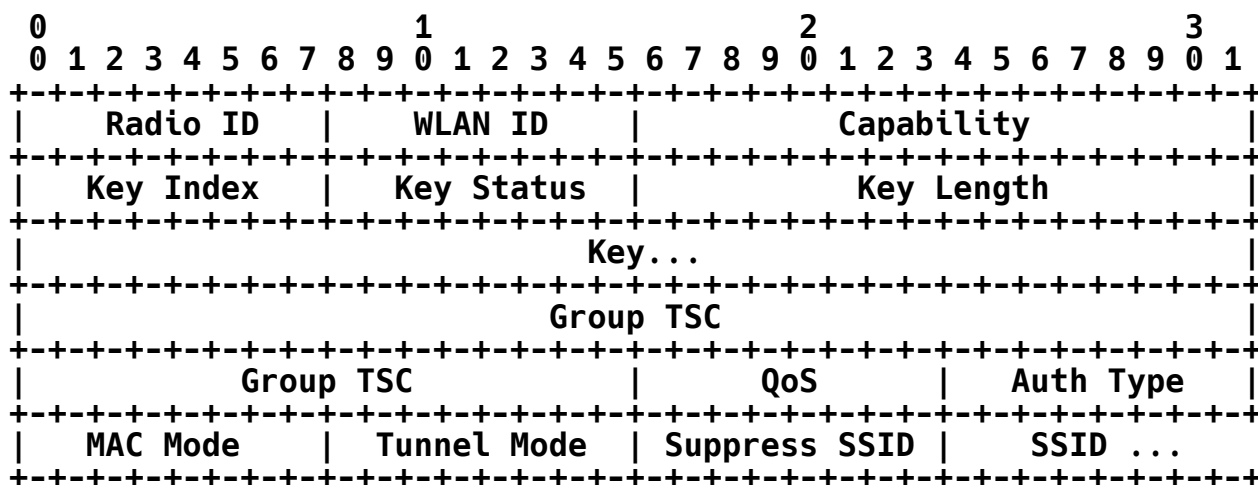 0                   1                   2                   3
 0 1 2 3 4 5 6 7 8 9 0 1 2 3 4 5 6 7 8 9 0 1 2 3 4 5 6 7 8 9 0 1
+-+-+-+-+-+-+-+-+-+-+-+-+-+-+-+-+-+-+-+-+-+-+-+-+-+-+-+-+-+-+-+-+
|    Radio ID   |    WLAN ID    |          Capability           |
+-+-+-+-+-+-+-+-+-+-+-+-+-+-+-+-+-+-+-+-+-+-+-+-+-+-+-+-+-+-+-+-+
|   Key Index   |   Key Status  |           Key Length          |
+-+-+-+-+-+-+-+-+-+-+-+-+-+-+-+-+-+-+-+-+-+-+-+-+-+-+-+-+-+-+-+-+
|                             Key...                            |
+-+-+-+-+-+-+-+-+-+-+-+-+-+-+-+-+-+-+-+-+-+-+-+-+-+-+-+-+-+-+-+-+
|                           Group TSC                           |
+-+-+-+-+-+-+-+-+-+-+-+-+-+-+-+-+-+-+-+-+-+-+-+-+-+-+-+-+-+-+-+-+
|           Group TSC           |      QoS      |   Auth Type   |
+-+-+-+-+-+-+-+-+-+-+-+-+-+-+-+-+-+-+-+-+-+-+-+-+-+-+-+-+-+-+-+-+
|    MAC Mode   |  Tunnel Mode  | Suppress SSID |    SSID ...
+-+-+-+-+-+-+-+-+-+-+-+-+-+-+-+-+-+-+-+-+-+-+-+-+-+-+-+-+-+-+-+-+